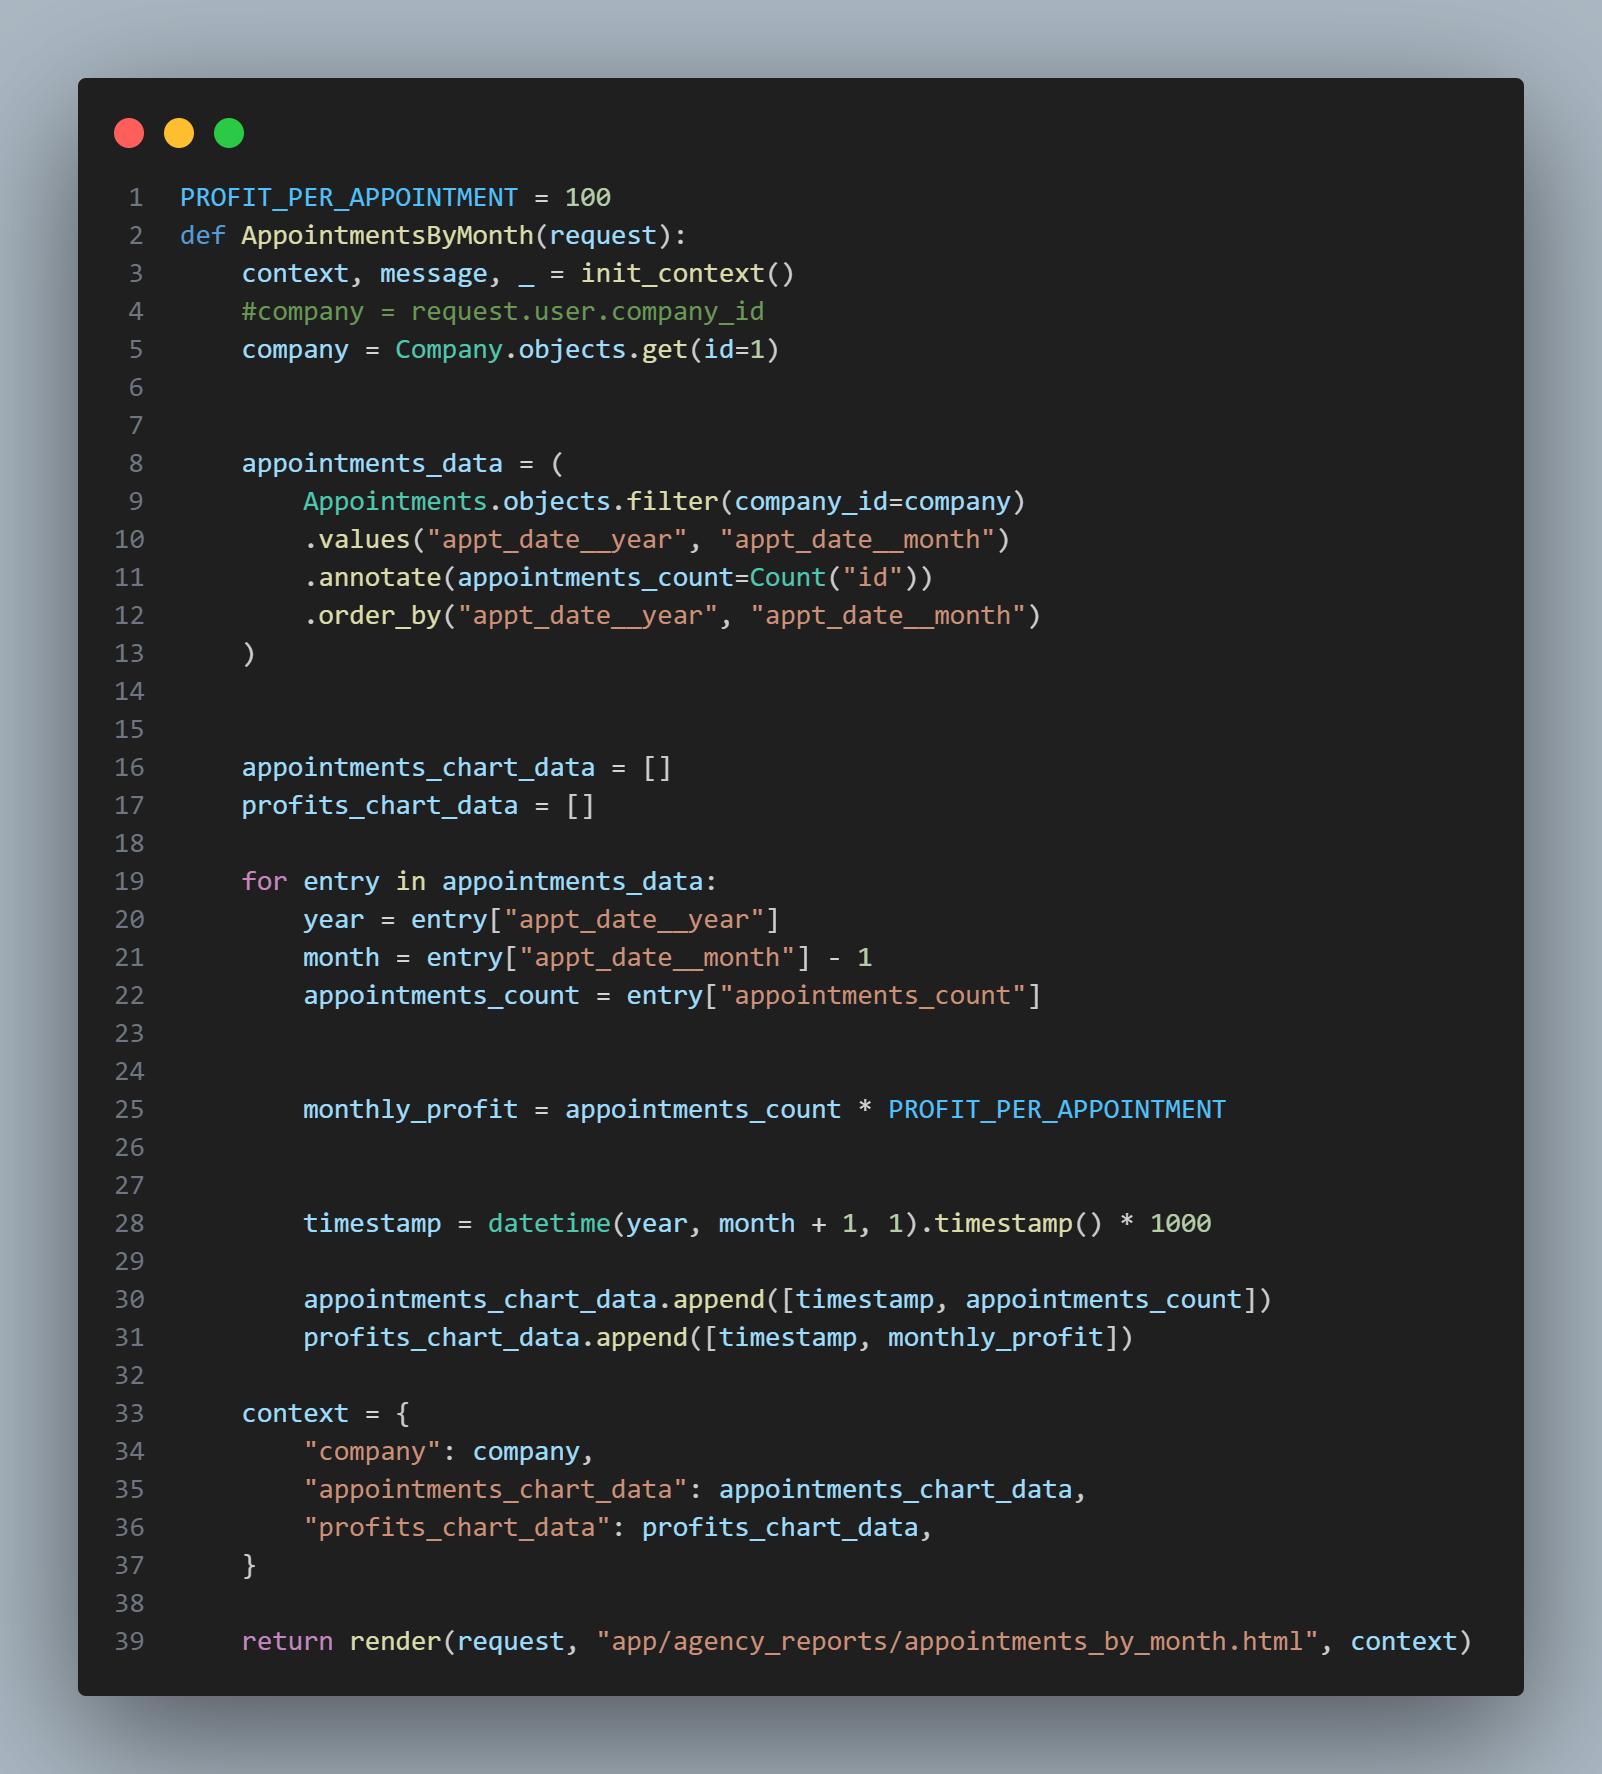 1 PROFIT_PER_APPOINTMENT = 100
2 def AppointmentsByMonth(request):
3     context, message, _ = init_context()
4     #company = request.user.company_id
5     company = Company.objects.get(id=1)
6
7
8     appointments_data = (
9         Appointments.objects.filter(company_id=company)
10         .values("appt_date__year", "appt_date__month")
11         .annotate(appointments_count=Count("id"))
12         .order_by("appt_date__year", "appt_date__month")
13     )
14
15
16     appointments_chart_data = []
17     profits_chart_data = []
18
19     for entry in appointments_data:
20         year = entry["appt_date__year"]
21         month = entry["appt_date__month"] - 1
22         appointments_count = entry["appointments_count"]
23
24
25         monthly_profit = appointments_count * PROFIT_PER_APPOINTMENT
26
27
28         timestamp = datetime(year, month + 1, 1).timestamp() * 1000
29
30         appointments_chart_data.append([timestamp, appointments_count])
31         profits_chart_data.append([timestamp, monthly_profit])
32
33     context = {
34         "company": company,
35         "appointments_chart_data": appointments_chart_data,
36         "profits_chart_data": profits_chart_data,
37     }
38
39     return render(request, "app/agency_reports/appointments_by_month.html", context)